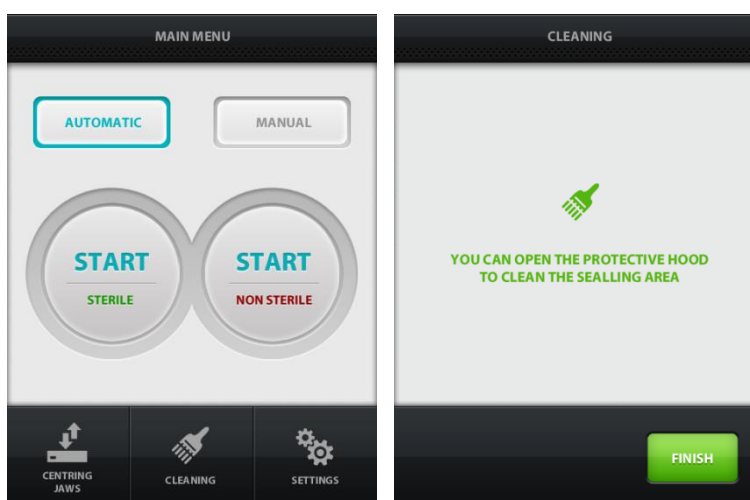 MAIN MENU
AUTOMATIC
MANUAL
START
STERILE
START
NON STERILE
CENTRING
JAWS
CLEANING
SETTINGS
CLEANING
YOU CAN OPEN THE PROTECTIVE HOOD
TO CLEAN THE SEALLING AREA
FINISH